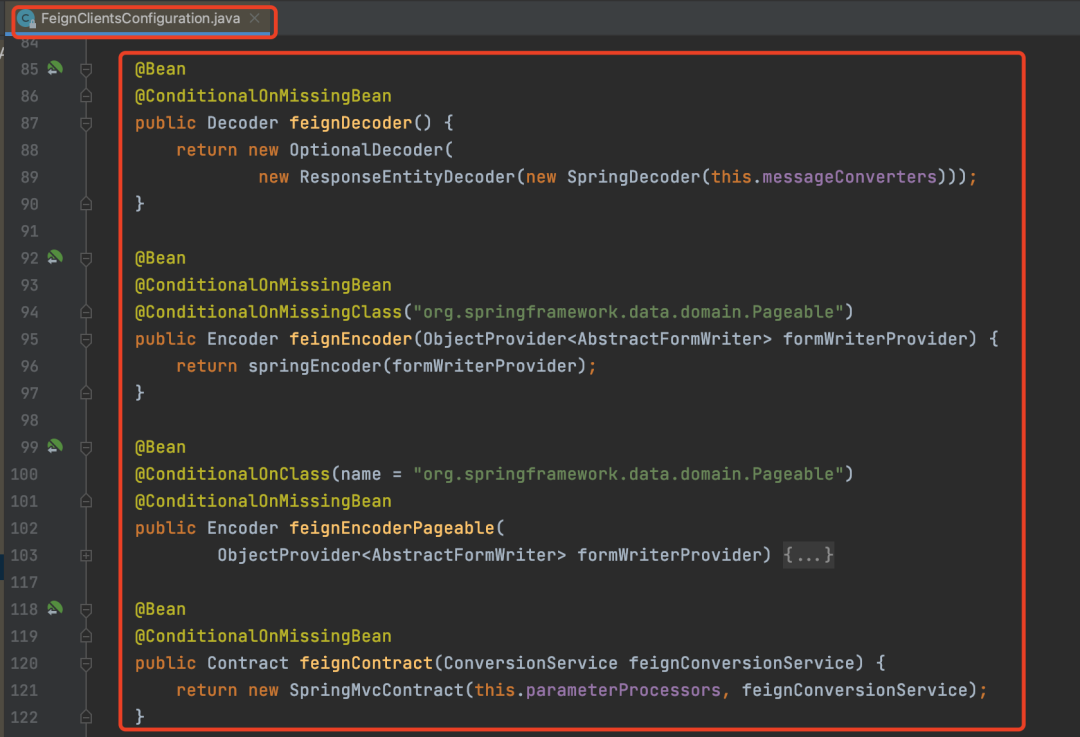 FeignClientsConfiguration.java
84
85 @Bean
86 @ConditionalOnMissingBean
87 public Decoder feignDecoder() {
88     return new OptionalDecoder(
89             new ResponseEntityDecoder(new SpringDecoder(this.messageConverters)));
90 }
91
92 @Bean
93 @ConditionalOnMissingBean
94 @ConditionalOnMissingClass("org.springframework.data.domain.Pageable")
95 public Encoder feignEncoder(ObjectProvider<AbstractFormWriter> formWriterProvider) {
96     return springEncoder(formWriterProvider);
97 }
98
99 @Bean
100 @ConditionalOnClass(name = "org.springframework.data.domain.Pageable")
101 @ConditionalOnMissingBean
102 public Encoder feignEncoderPageable(
103         ObjectProvider<AbstractFormWriter> formWriterProvider) {...}
117
118 @Bean
119 @ConditionalOnMissingBean
120 public Contract feignContract(ConversionService feignConversionService) {
121     return new SpringMvcContract(this.parameterProcessors, feignConversionService);
122 }